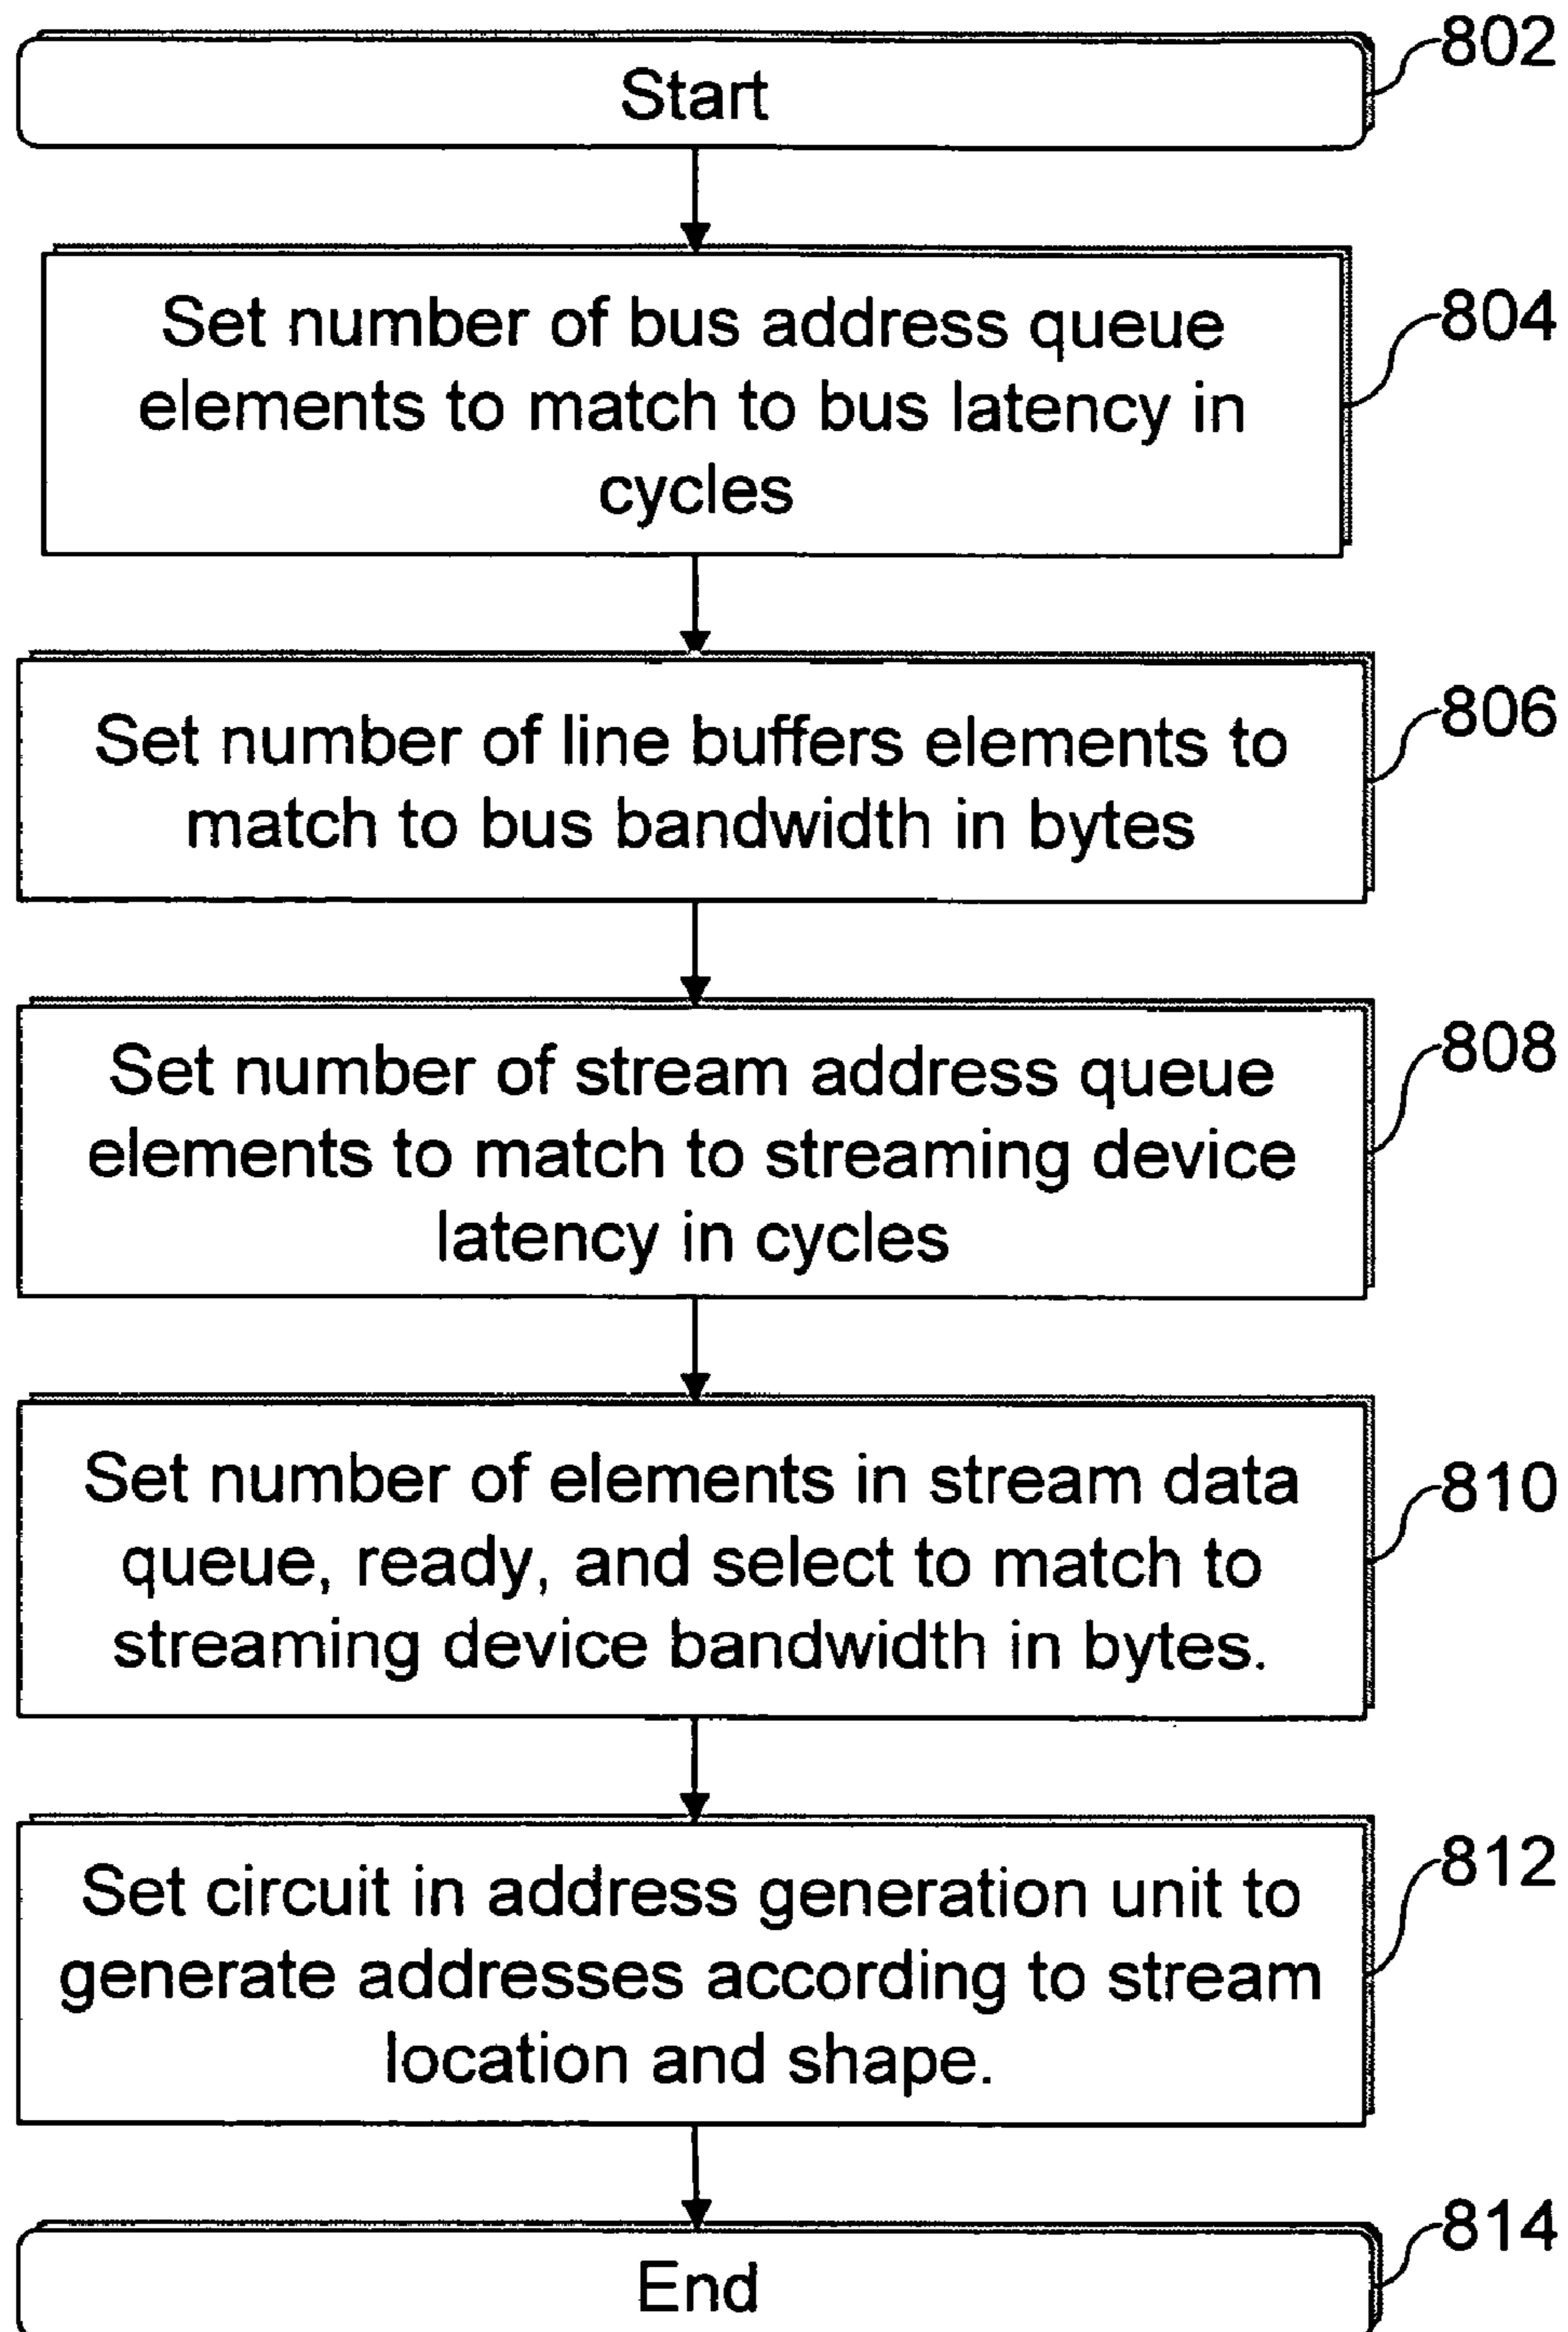 802
Start
Set number of bus address queue
elements to match to bus latency in
cycles
804
Set number of line buffers elements to
match to bus bandwidth in bytes
806
Set number of stream address queue
elements to match to streaming device
latency in cycles
808
Set number of elements in stream data
queue, ready, and select to match to
streaming device bandwidth in bytes.
810
Set circuit in address generation unit to
generate addresses according to stream
location and shape.
812
End
814